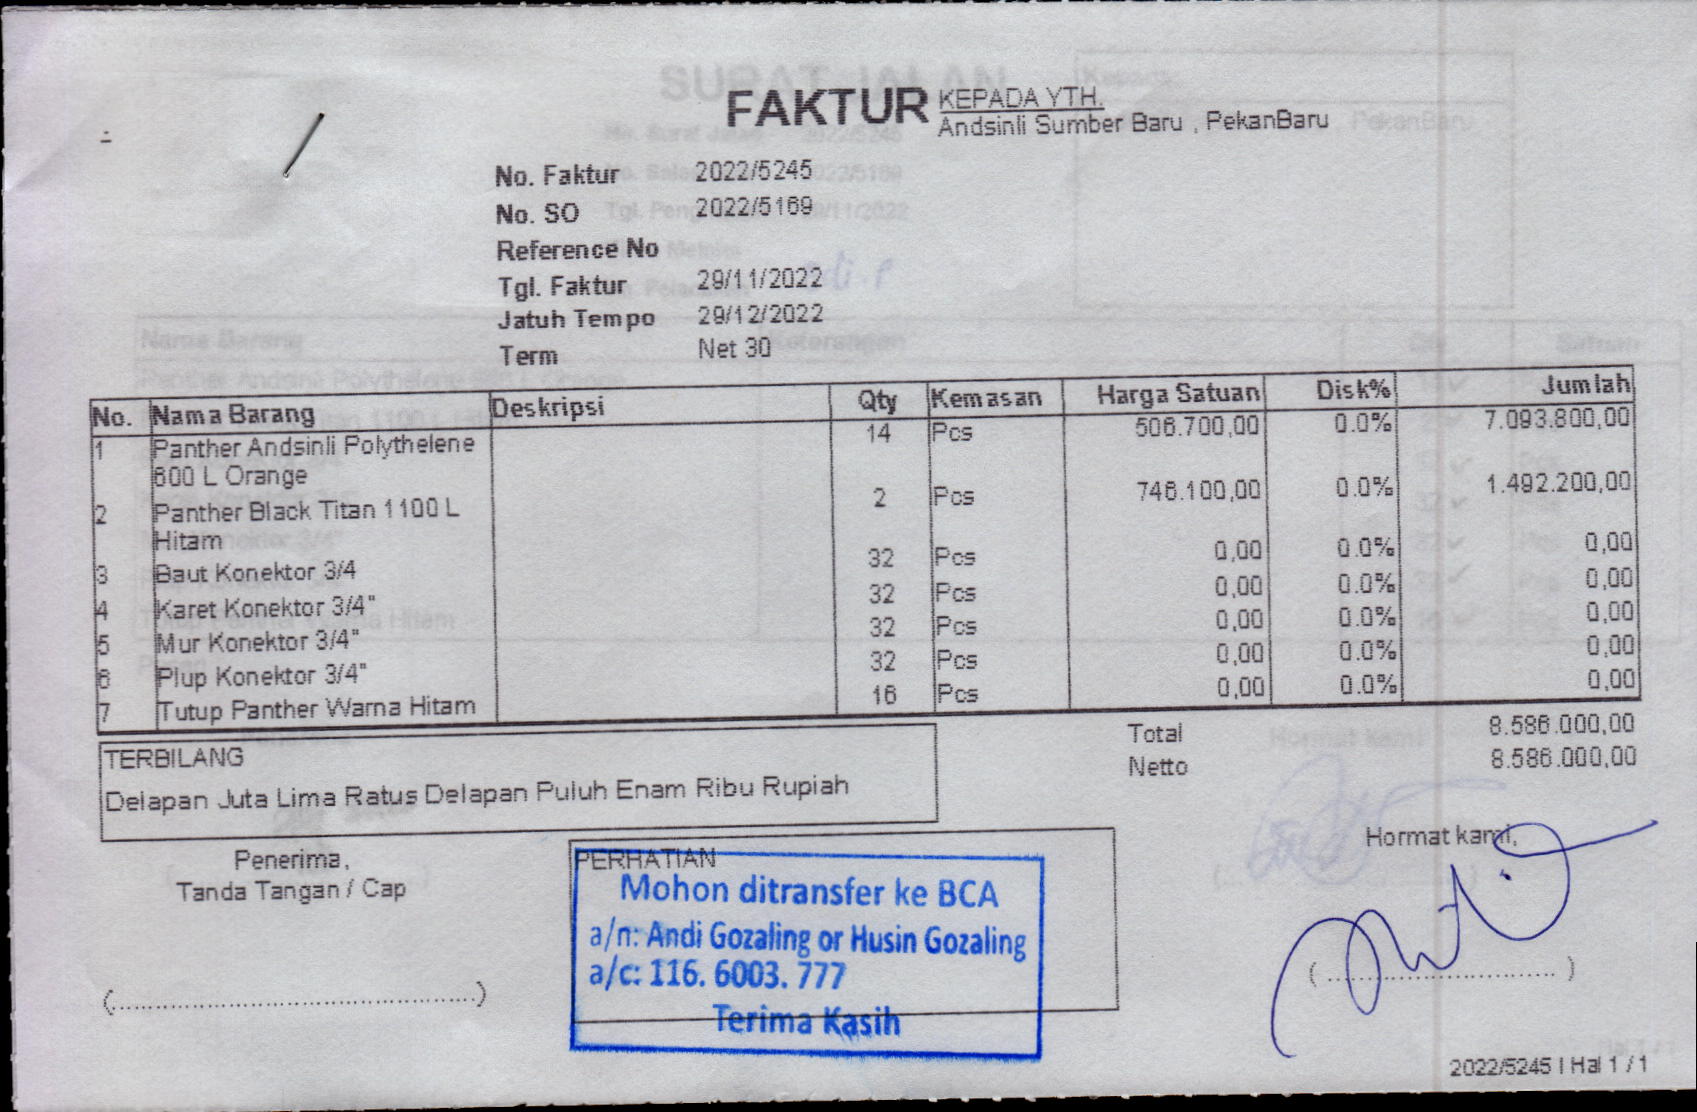 FAKTUR
KEPADA YTH.
Andsinli Sumber Baru , PekanBaru
No. Faktur 2022/5245
No. SO 2022/5169
Reference No
Tgl. Faktur 29/11/2022
Jatuh Tempo 29/12/2022
Term Net 30
No. Nama Barang Deskripsi Qty Kemasan Harga Satuan Disk% Jumlah
1 Panther Andsinli Polythelene 14 Pcs 506.700,00 0.0% 7.093.800,00
600 L Orange
2 Panther Black Titan 1100 L 2 Pcs 746.100,00 0.0% 1.492.200,00
Hitam
3 Baut Konektor 3/4 32 Pcs 0,00 0.0% 0,00
4 Karet Konektor 3/4" 32 Pcs 0,00 0.0% 0,00
5 Mur Konektor 3/4" 32 Pcs 0,00 0.0% 0,00
6 Plup Konektor 3/4" 32 Pcs 0,00 0.0% 0,00
7 Tutup Panther Warna Hitam 16 Pcs 0,00 0.0% 0,00
Total 8.586.000,00
Netto 8.586.000,00
TERBILANG
Delapan Juta Lima Ratus Delapan Puluh Enam Ribu Rupiah
Penerima,
Tanda Tangan / Cap
PERHATIAN
Mohon ditransfer ke BCA
a/n: Andi Gozaling or Husin Gozaling
a/c: 116. 6003. 777
Terima Kasih
Hormat kami,
2022/5245 | Hal 1 / 1